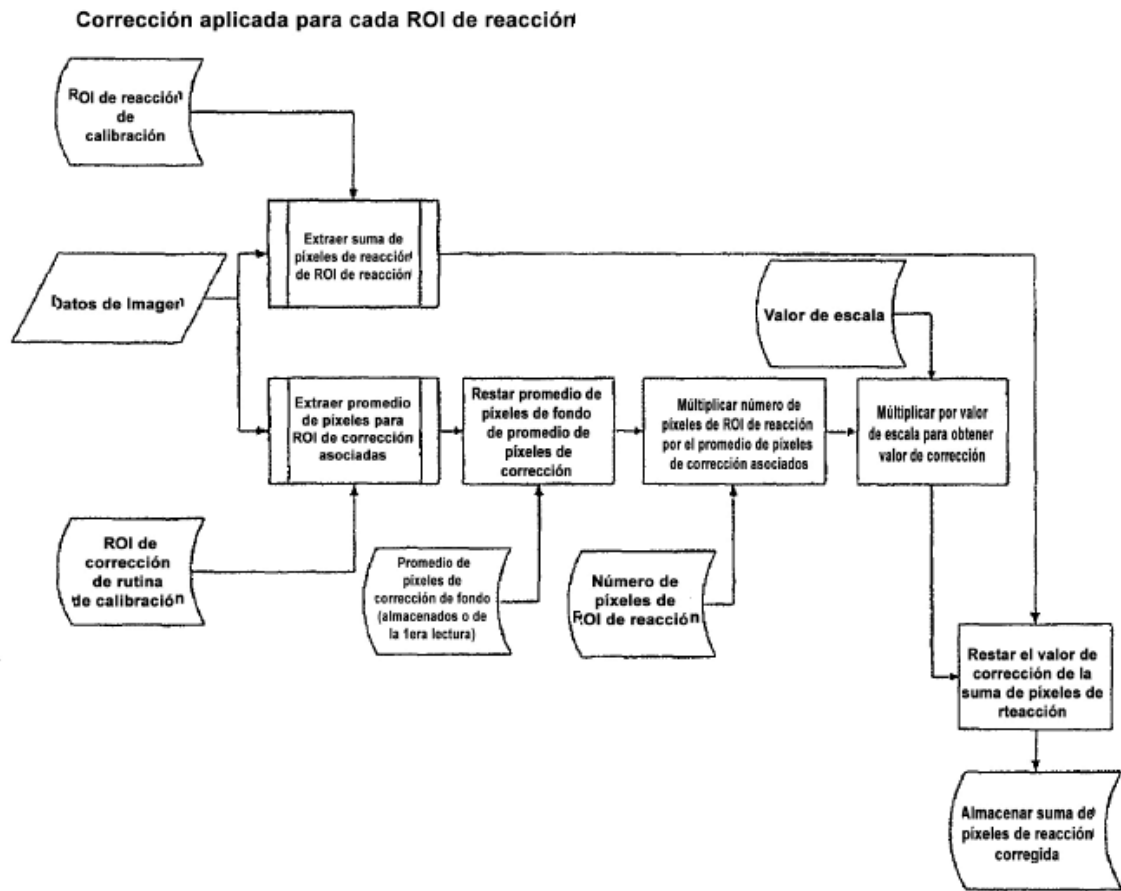 Corrección aplicada para cada ROI de reacción
ROI de reacción
de
calibración
Extraer suma de
píxeles de reacción
de ROI de reacción
Datos de Imagen
Valor de escala
Extraer promedio
de píxeles para
ROI de corrección
asociadas
Restar promedio de
píxeles de fondo
de promedio de
píxeles de
corrección
Múltiplicar número de
píxeles de ROI de reacción
por el promedio de píxeles
de corrección asociados
Múltiplicar por valor
de escala para obtener
valor de corrección
ROI de
corrección
de rutina
de calibración
Promedio de
píxeles de
corrección de fondo
(almacenados o de
la 1era lectura)
Número de
píxeles de
ROI de reacción
Restar el valor de
corrección de la
suma de píxeles de
rteacción
Almacenar suma de
píxeles de reacción
corregida